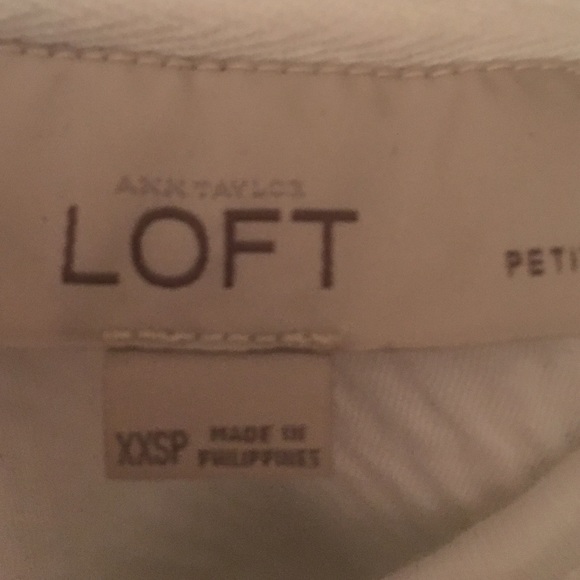 ANN TAYLOR
LOFT
PETI
XXSP
MADE IN
PHILIPPINES